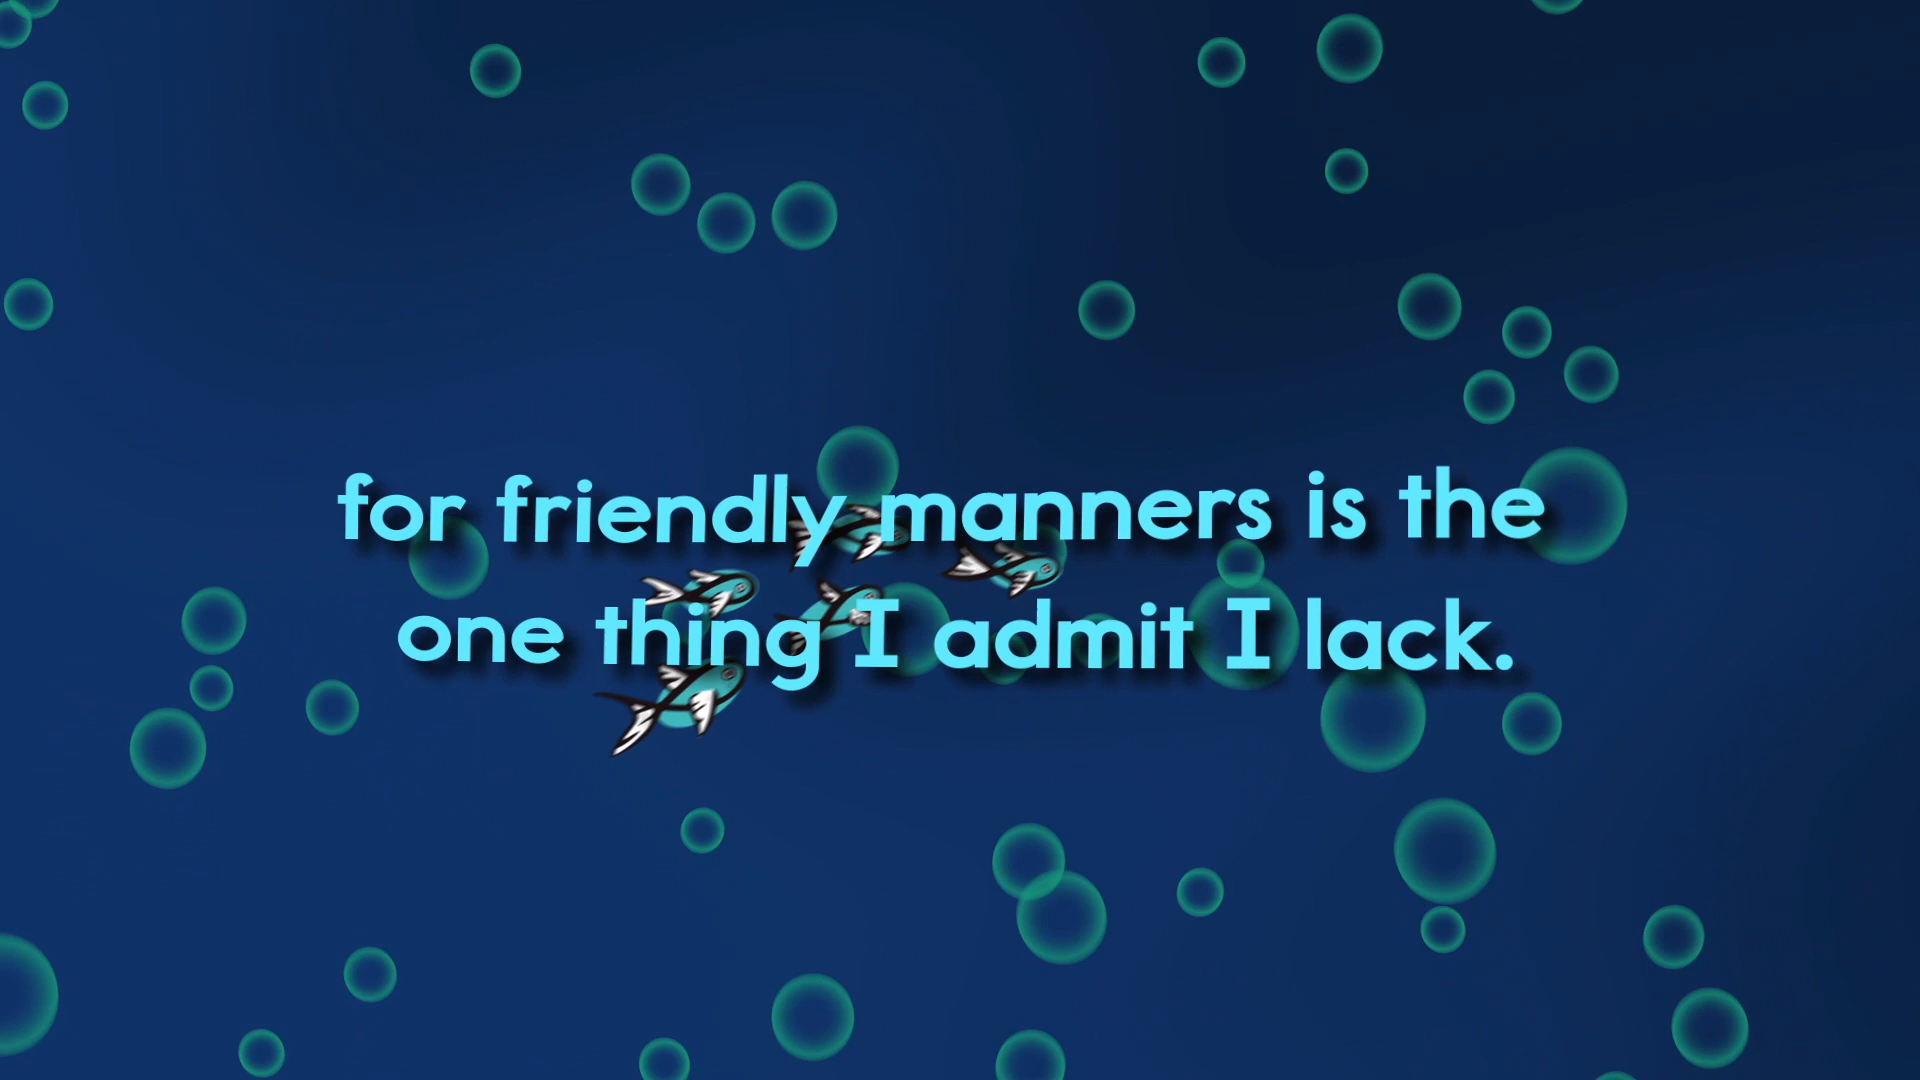 for friendly manners is the
one thing I admit I lack.